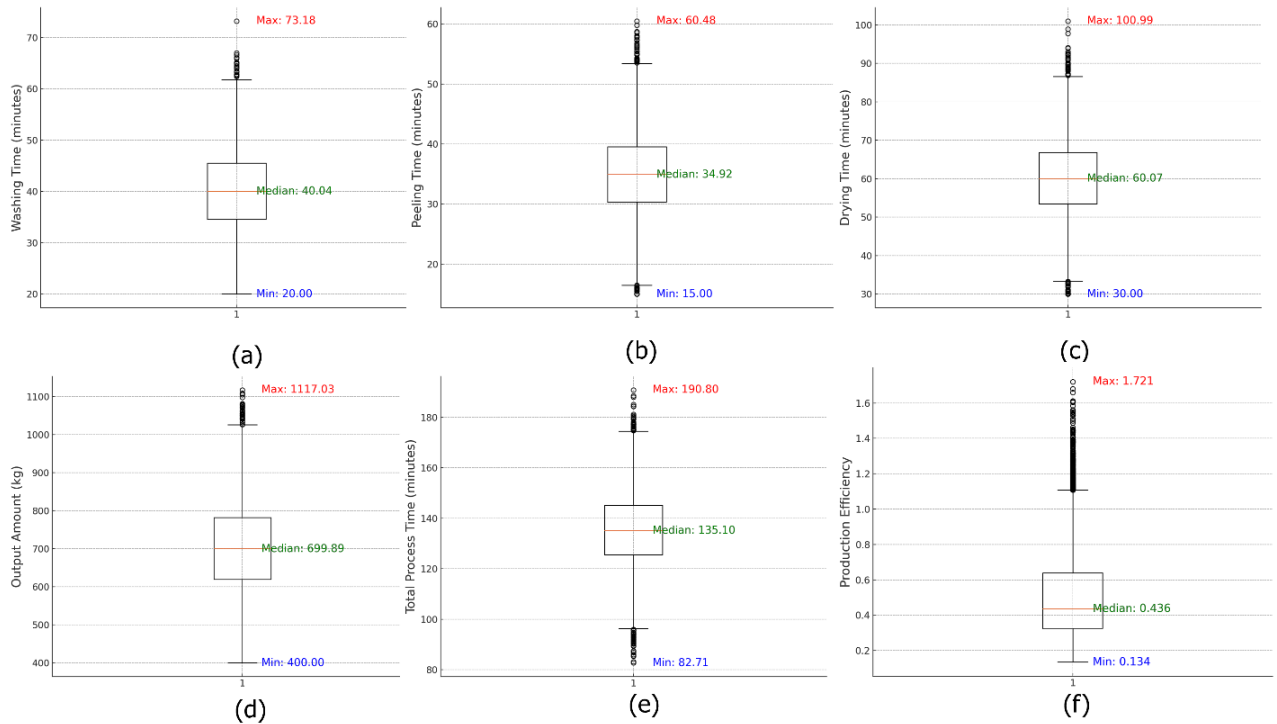 Max: 73.18
70
60
50
Median: 40.04
40
30
20
Min: 20.00
1
Washing Time (minutes)
(a)
Max: 60.48
60
50
40
Median: 34.92
30
20
Min: 15.00
1
Peeling Time (minutes)
(b)
Max: 100.99
100
90
80
70
60
Median: 60.07
50
40
30
Min: 30.00
1
Drying Time (minutes)
(c)
Max: 1117.03
1100
1000
900
800
700
Median: 699.89
600
500
400
Min: 400.00
1
Output Amount (kg)
(d)
Max: 190.80
180
160
140
Median: 135.10
120
100
80
Min: 82.71
1
Total Process Time (minutes)
(e)
Max: 1.721
1.6
1.4
1.2
1.0
0.8
0.6
0.4
Median: 0.436
0.2
Min: 0.134
1
Production Efficiency
(f)